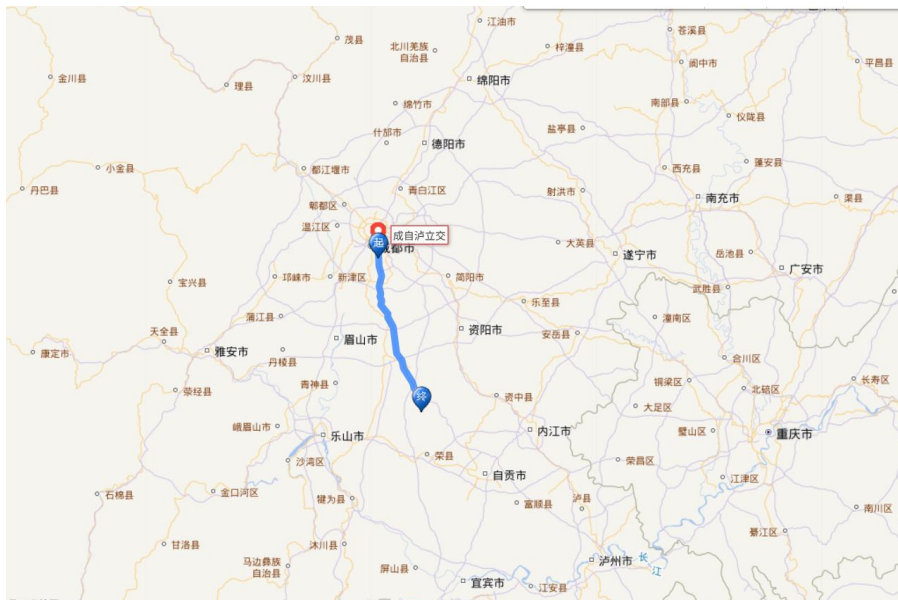 江油市
苍溪县
茂县
北川羌族
自治县
梓潼县
阆中市
平昌县
金川县
汶川县
理县
绵阳市
绵竹市
南部县
仪陇县
什邡市
德阳市
盐亭县
都江堰市
小金县
西充县
蓬安县
丹巴县
青白江区
射洪市
南充市
渠县
郫都区
温江区
起
成自泸立交
成都市
大英县
遂宁市
岳池县
广安市
邛崃市
新津区
简阳市
宝兴县
武胜县
乐至县
蒲江县
潼南区
天全县
眉山市
资阳市
安岳县
康定市
雅安市
丹棱县
合川区
荥经县
青神县
终
资中县
铜梁区
北碚区
长寿区
大足区
峨眉山市
乐山市
内江市
璧山区
重庆市
沙湾区
荣县
荣昌区
自贡市
江津区
石棉县
金口河区
犍为县
富顺县
泸县
南川区
綦江区
甘洛县
沐川县
马边彝族
自治县
屏山县
泸州市
长
江
宜宾市
江安县